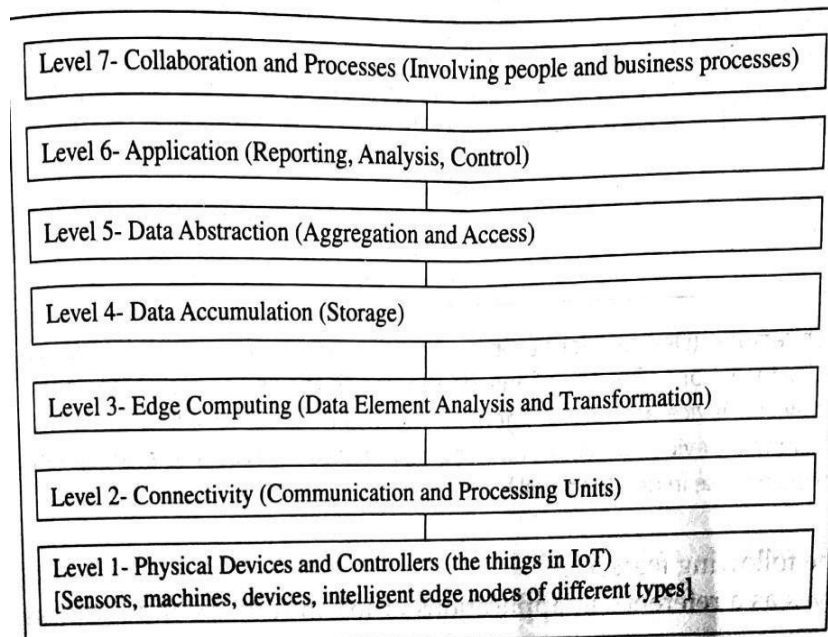 Level 7- Collaboration and Processes (Involving people and business processes)
Level 6- Application (Reporting, Analysis, Control)
Level 5- Data Abstraction (Aggregation and Access)
Level 4- Data Accumulation (Storage)
Level 3- Edge Computing (Data Element Analysis and Transformation)
Level 2- Connectivity (Communication and Processing Units)
Level 1- Physical Devices and Controllers (the things in IoT)
[Sensors, machines, devices, intelligent edge nodes of different types]